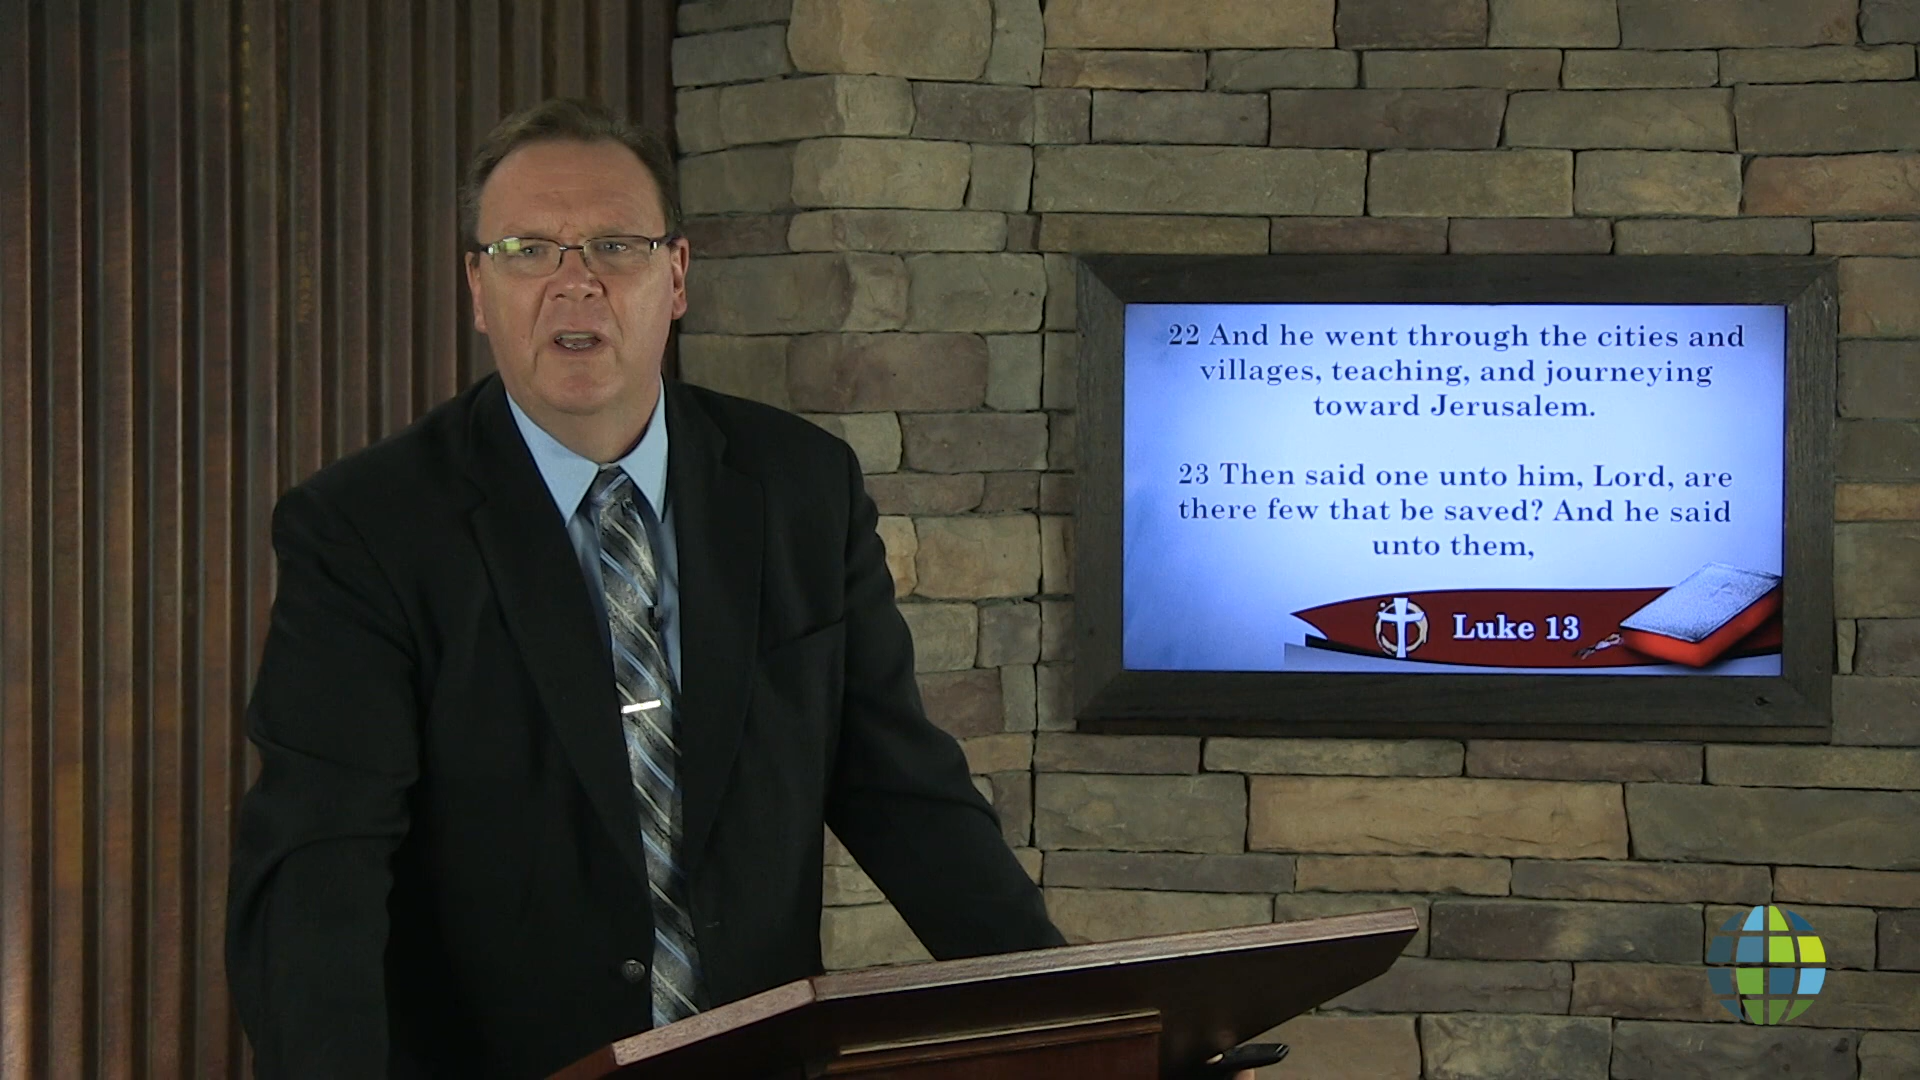 22 And he went through the cities and
villages, teaching, and journeying
toward Jerusalem.
23 Then said one unto him, Lord, are
there few that be saved? And he said
unto them,
Luke 13